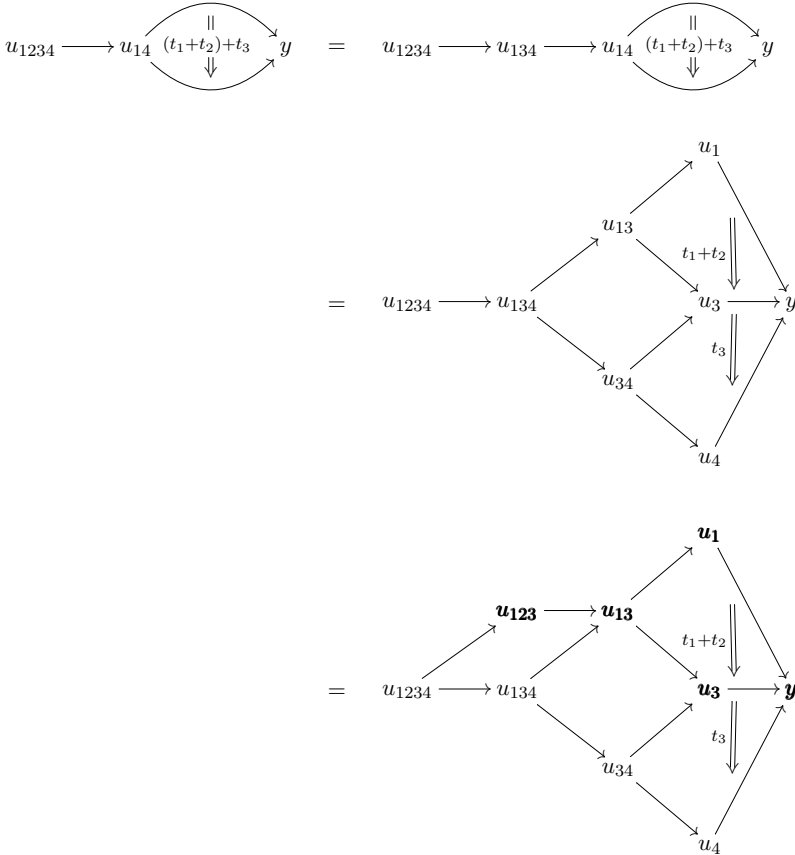 u₁₂₃₄ u₁₄ (t₁+t₂)+t₃ y = u₁₂₃₄ u₁₃₄ u₁₄ (t₁+t₂)+t₃ y
u₁
u₁₃
t₁+t₂
= u₁₂₃₄ u₁₃₄ u₃ y
t₃
u₃₄
u₄
u₁
u₁₂₃ u₁₃
t₁+t₂
= u₁₂₃₄ u₁₃₄ u₃ y
t₃
u₃₄
u₄